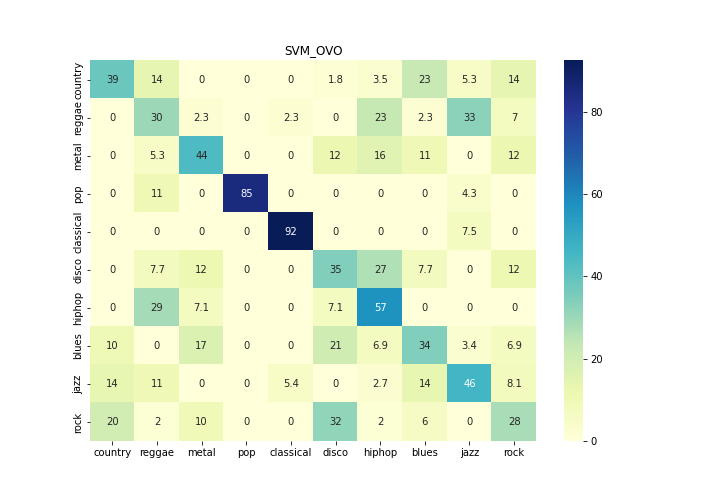 SVM_OVO
country 39 14 0 0 0 1.8 3.5 23 5.3 14
reggae 0 30 2.3 0 2.3 0 23 2.3 33 7
metal 0 5.3 44 0 0 12 16 11 0 12
pop 0 11 0 85 0 0 0 0 4.3 0
classical 0 0 0 0 92 0 0 0 7.5 0
disco 0 7.7 12 0 0 35 27 7.7 0 12
hiphop 0 29 7.1 0 0 7.1 57 0 0 0
blues 10 0 17 0 0 21 6.9 34 3.4 6.9
jazz 14 11 0 0 5.4 0 2.7 14 46 8.1
rock 20 2 10 0 0 32 2 6 0 28
country reggae metal pop classical disco hiphop blues jazz rock
80
60
40
20
0